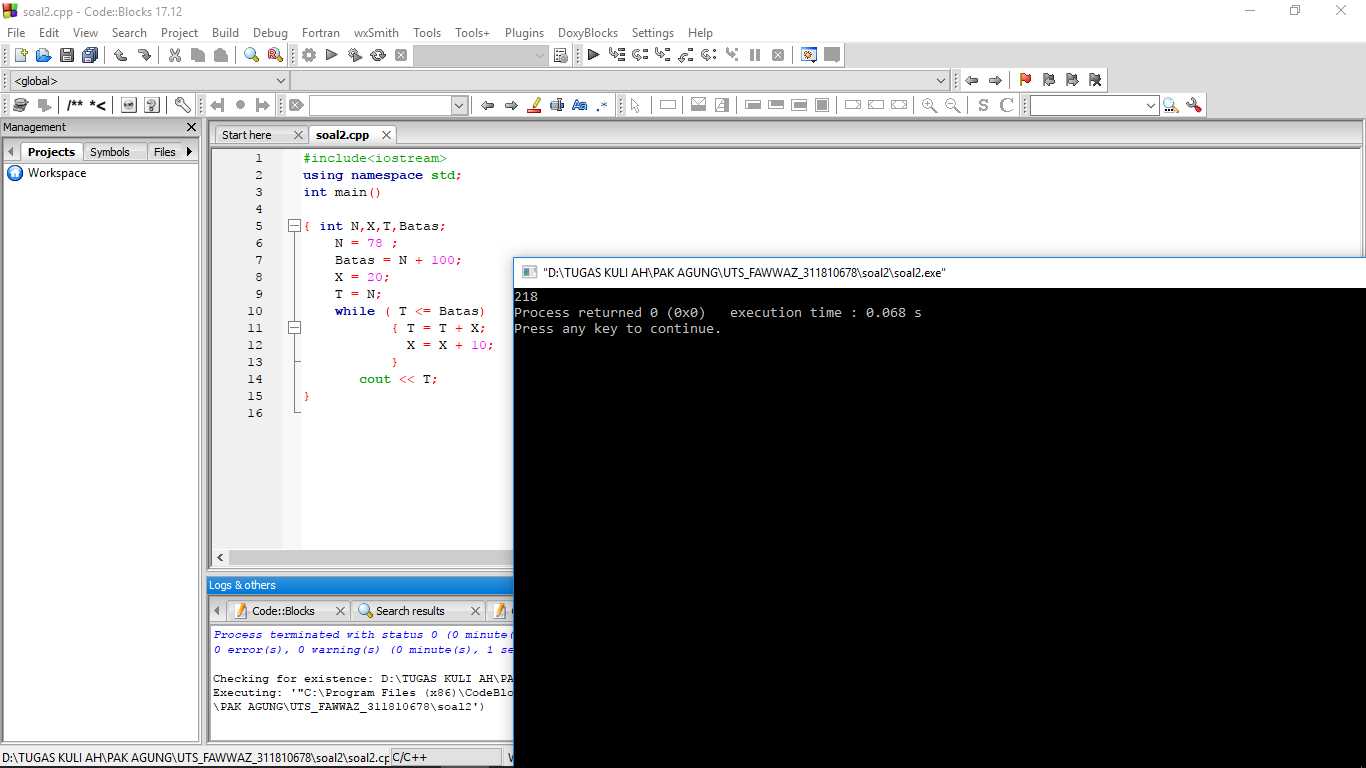 soal2.cpp - Code::Blocks 17.12
File Edit View Search Project Build Debug Fortran wxSmith Tools Tools+ Plugins DoxyBlocks Settings Help
<global>
/** *<
Aa .*
S C
Management
Projects Symbols Files
Workspace
Start here soal2.cpp
1 #include<iostream>
2 using namespace std;
3 int main()
4
5 { int N,X,T,Batas;
6 N = 78 ;
7 Batas = N + 100;
8 X = 20;
9 T = N;
10 while ( T <= Batas)
11 { T = T + X;
12 X = X + 10;
13 }
14 cout << T;
15 }
16
"D:\TUGAS KULI AH\PAK AGUNG\UTS_FAWWAZ_311810678\soal2\soal2.exe"
218
Process returned 0 (0x0) execution time : 0.068 s
Press any key to continue.
Logs & others
Code::Blocks Search results
Process terminated with status 0 (0 minute(
0 error(s), 0 warning(s) (0 minute(s), 1 se
Checking for existence: D:\TUGAS KULI AH\PA
Executing: '"C:\Program Files (x86)\CodeBlo
\PAK AGUNG\UTS_FAWWAZ_311810678\soal2')
D:\TUGAS KULI AH\PAK AGUNG\UTS_FAWWAZ_311810678\soal2\soal2.cp C/C++